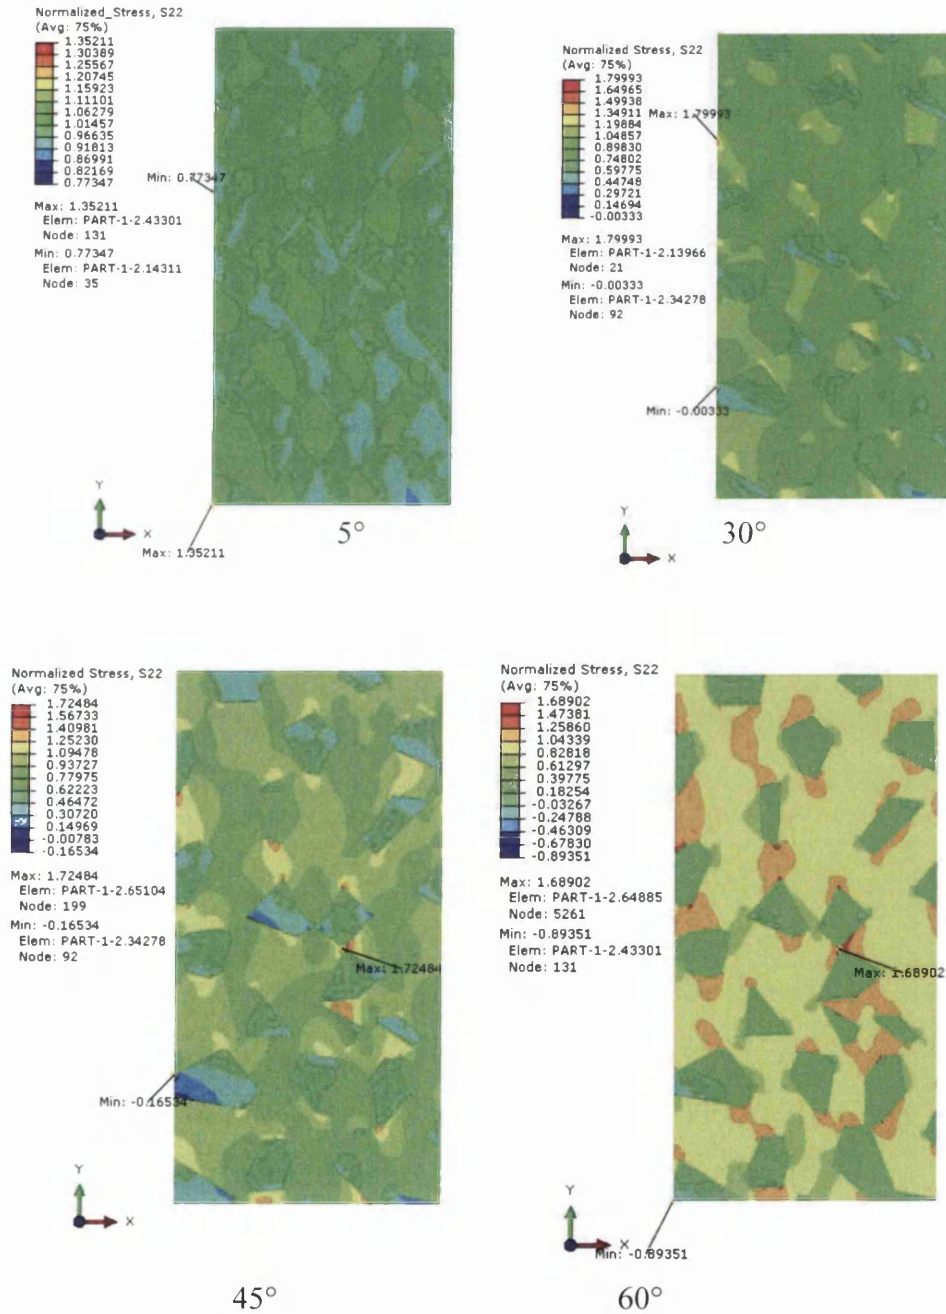 Normalized_Stress, S22
(Avg: 75%)
1.35211
1.30389
1.25567
1.20745
1.15923
1.11101
1.06279
1.01457
0.96635
0.91813
0.86991
0.82169
0.77347
Max: 1.35211
Elem: PART-1-2.43301
Node: 131
Min: 0.77347
Elem: PART-1-2.14311
Node: 35
Min: 0.77347
Y
X
Max: 1.35211
5°
Normalized Stress, S22
(Avg: 75%)
1.79993
1.64965
1.49938
1.34911
1.19884
1.04857
0.89830
0.74802
0.59775
0.44748
0.29721
0.14694
-0.00333
Max: 1.79993
Elem: PART-1-2.13966
Node: 21
Min: -0.00333
Elem: PART-1-2.34278
Node: 92
Max: 1.79993
Min: -0.00333
Y
X
30°
Normalized Stress, S22
(Avg: 75%)
1.72484
1.56733
1.40981
1.25230
1.09478
0.93727
0.77975
0.62223
0.46472
0.30720
0.14969
-0.00783
-0.16534
Max: 1.72484
Elem: PART-1-2.65104
Node: 199
Min: -0.16534
Elem: PART-1-2.34278
Node: 92
Max: 1.72484
Min: -0.16534
Y
X
45°
Normalized Stress, S22
(Avg: 75%)
1.68902
1.47381
1.25860
1.04339
0.82818
0.61297
0.39775
0.18254
-0.03267
-0.24788
-0.46309
-0.67830
-0.89351
Max: 1.68902
Elem: PART-1-2.64885
Node: 5261
Min: -0.89351
Elem: PART-1-2.43301
Node: 131
Max: 1.68902
Y
X
Min: -0.89351
60°